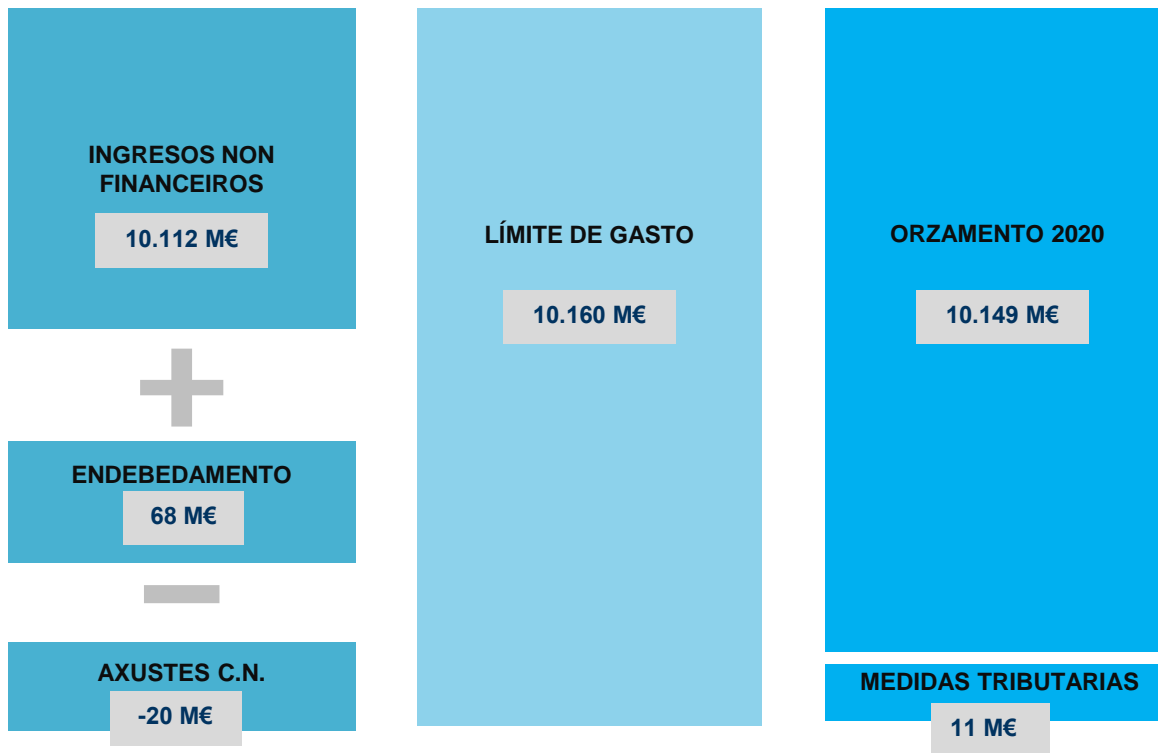 INGRESOS NON
FINANCEIROS
10.112 M€
ENDEBEDAMENTO
68 M€
AXUSTES C.N.
-20 M€
LÍMITE DE GASTO
10.160 M€
ORZAMENTO 2020
10.149 M€
MEDIDAS TRIBUTARIAS
11 M€